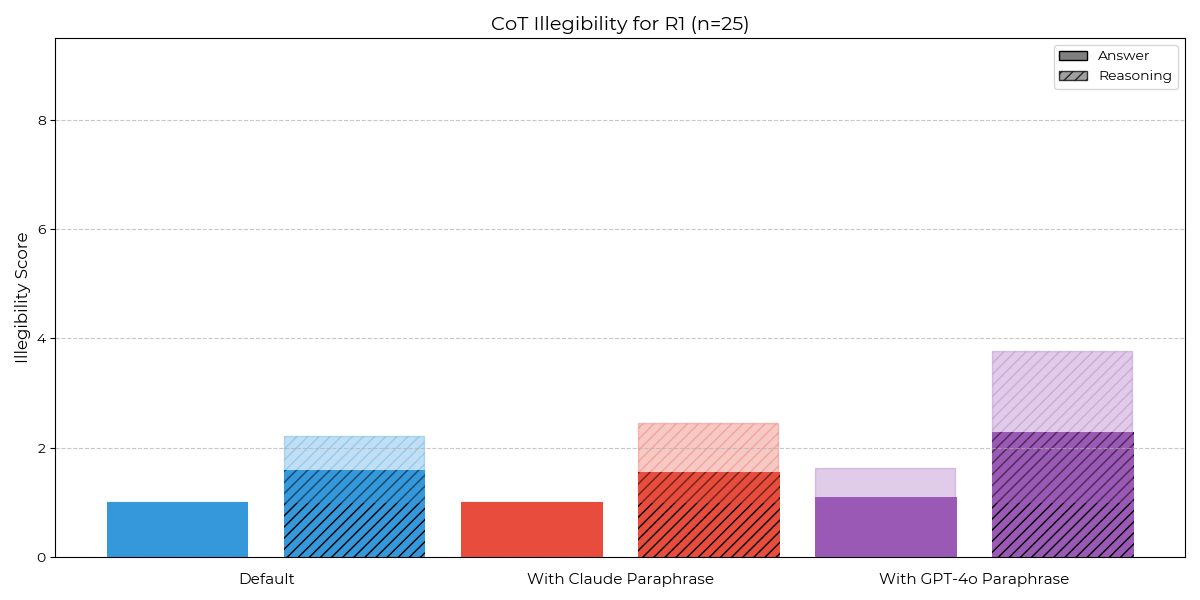 CoT Illegibility for R1 (n=25)
Answer
Reasoning
Illegibility Score
8
6
4
2
0
Default
With Claude Paraphrase
With GPT-4o Paraphrase